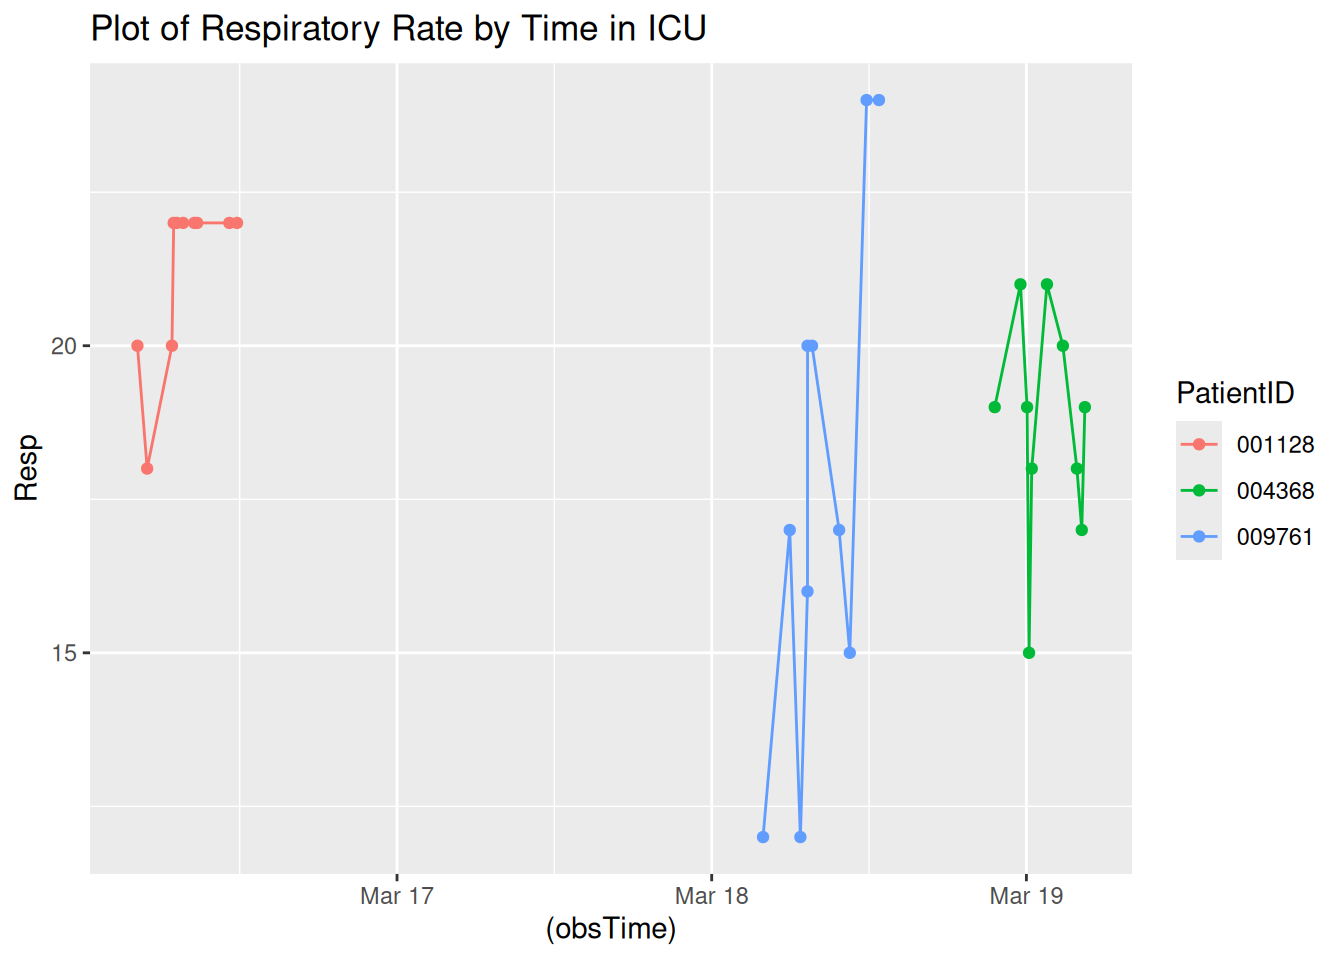 Plot of Respiratory Rate by Time in ICU
Resp
20
15
Mar 17
Mar 18
Mar 19
(obsTime)
PatientID
001128
004368
009761